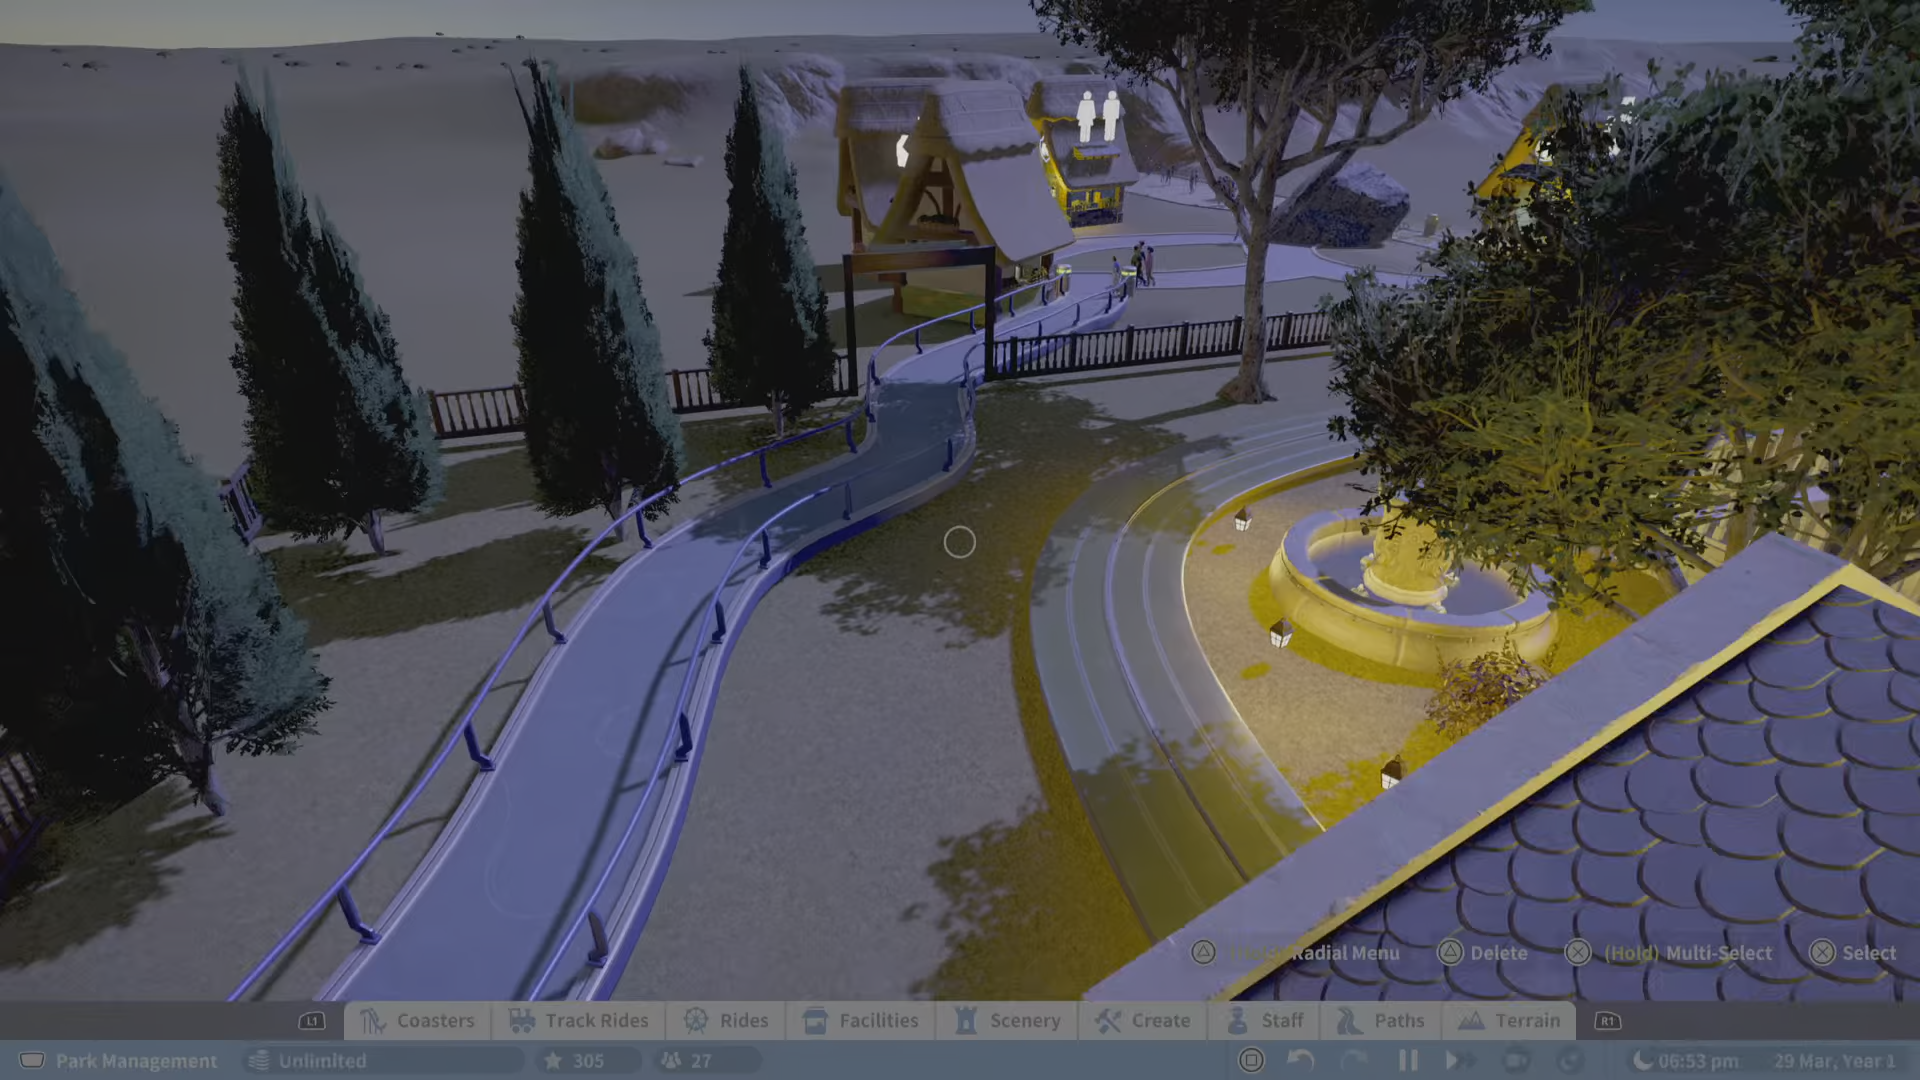 Radial Menu Delete (Hold) Multi-Select Select
L1 Coasters Track Rides Rides Facilities Scenery Create Staff Paths Terrain R1
Park Management Unlimited 305 27 06:53 pm 29 Mar, Year 1